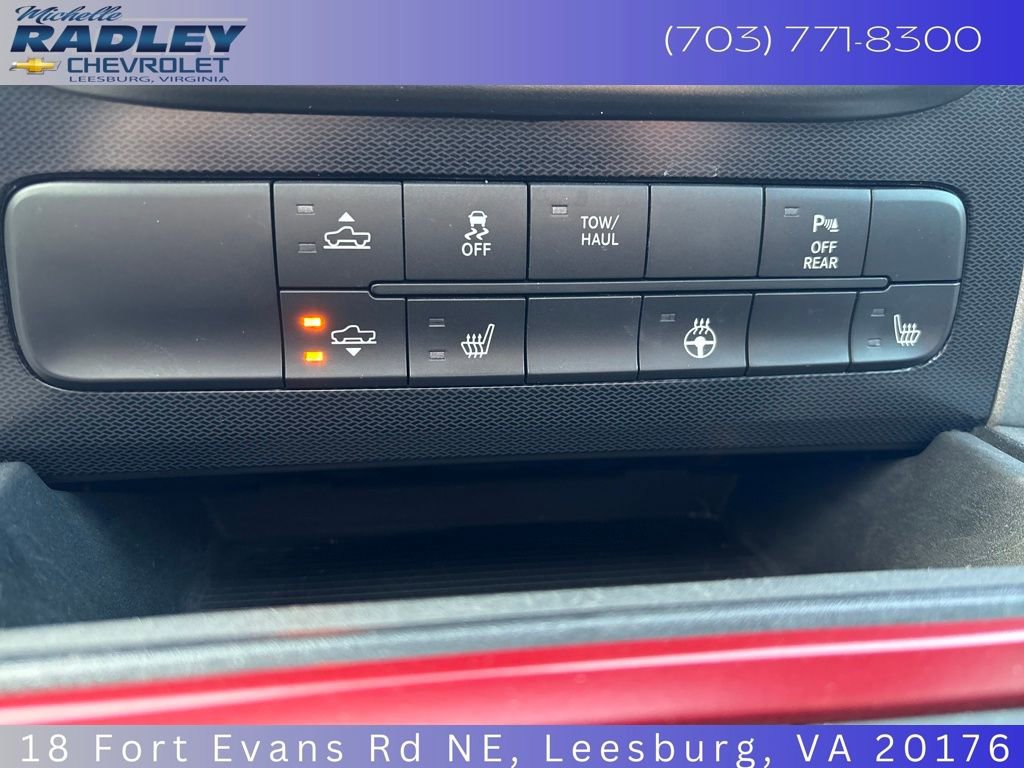 Michelle
RADLEY
CHEVROLET
LEESBURG, VIRGINIA
(703) 771-8300
OFF
TOW/
HAUL
P
OFF
REAR
18 Fort Evans Rd NE, Leesburg, VA 20176